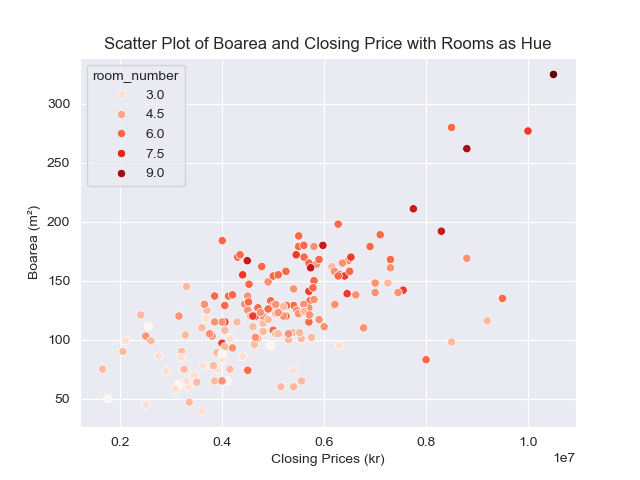 Scatter Plot of Boarea and Closing Price with Rooms as Hue
room_number
3.0
4.5
6.0
7.5
9.0
300
250
200
150
100
50
Boarea (m²)
0.2 0.4 0.6 0.8 1.0
1e7
Closing Prices (kr)